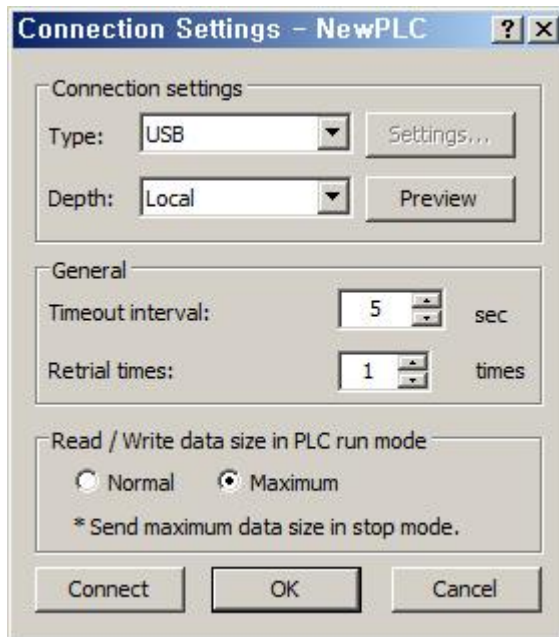 Connection Settings - NewPLC
Connection settings
Type: USB Settings...
Depth: Local Preview
General
Timeout interval: 5 sec
Retrial times: 1 times
Read / Write data size in PLC run mode
Normal Maximum
* Send maximum data size in stop mode.
Connect OK Cancel